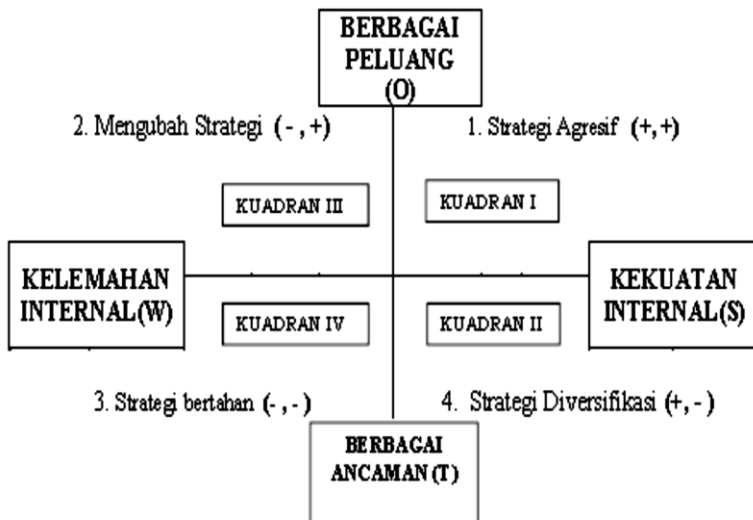 BERBAGAI
PELUANG
(O)
2. Mengubah Strategi (-,+)
1. Strategi Agresif (+,+)
KUADRAN III
KUADRAN I
KELEMAHAN
INTERNAL(W)
KEKUATAN
INTERNAL(S)
KUADRAN IV
KUADRAN II
3. Strategi bertahan (-,-)
4. Strategi Diversifikasi (+,-)
BERBAGAI
ANCAMAN (T)